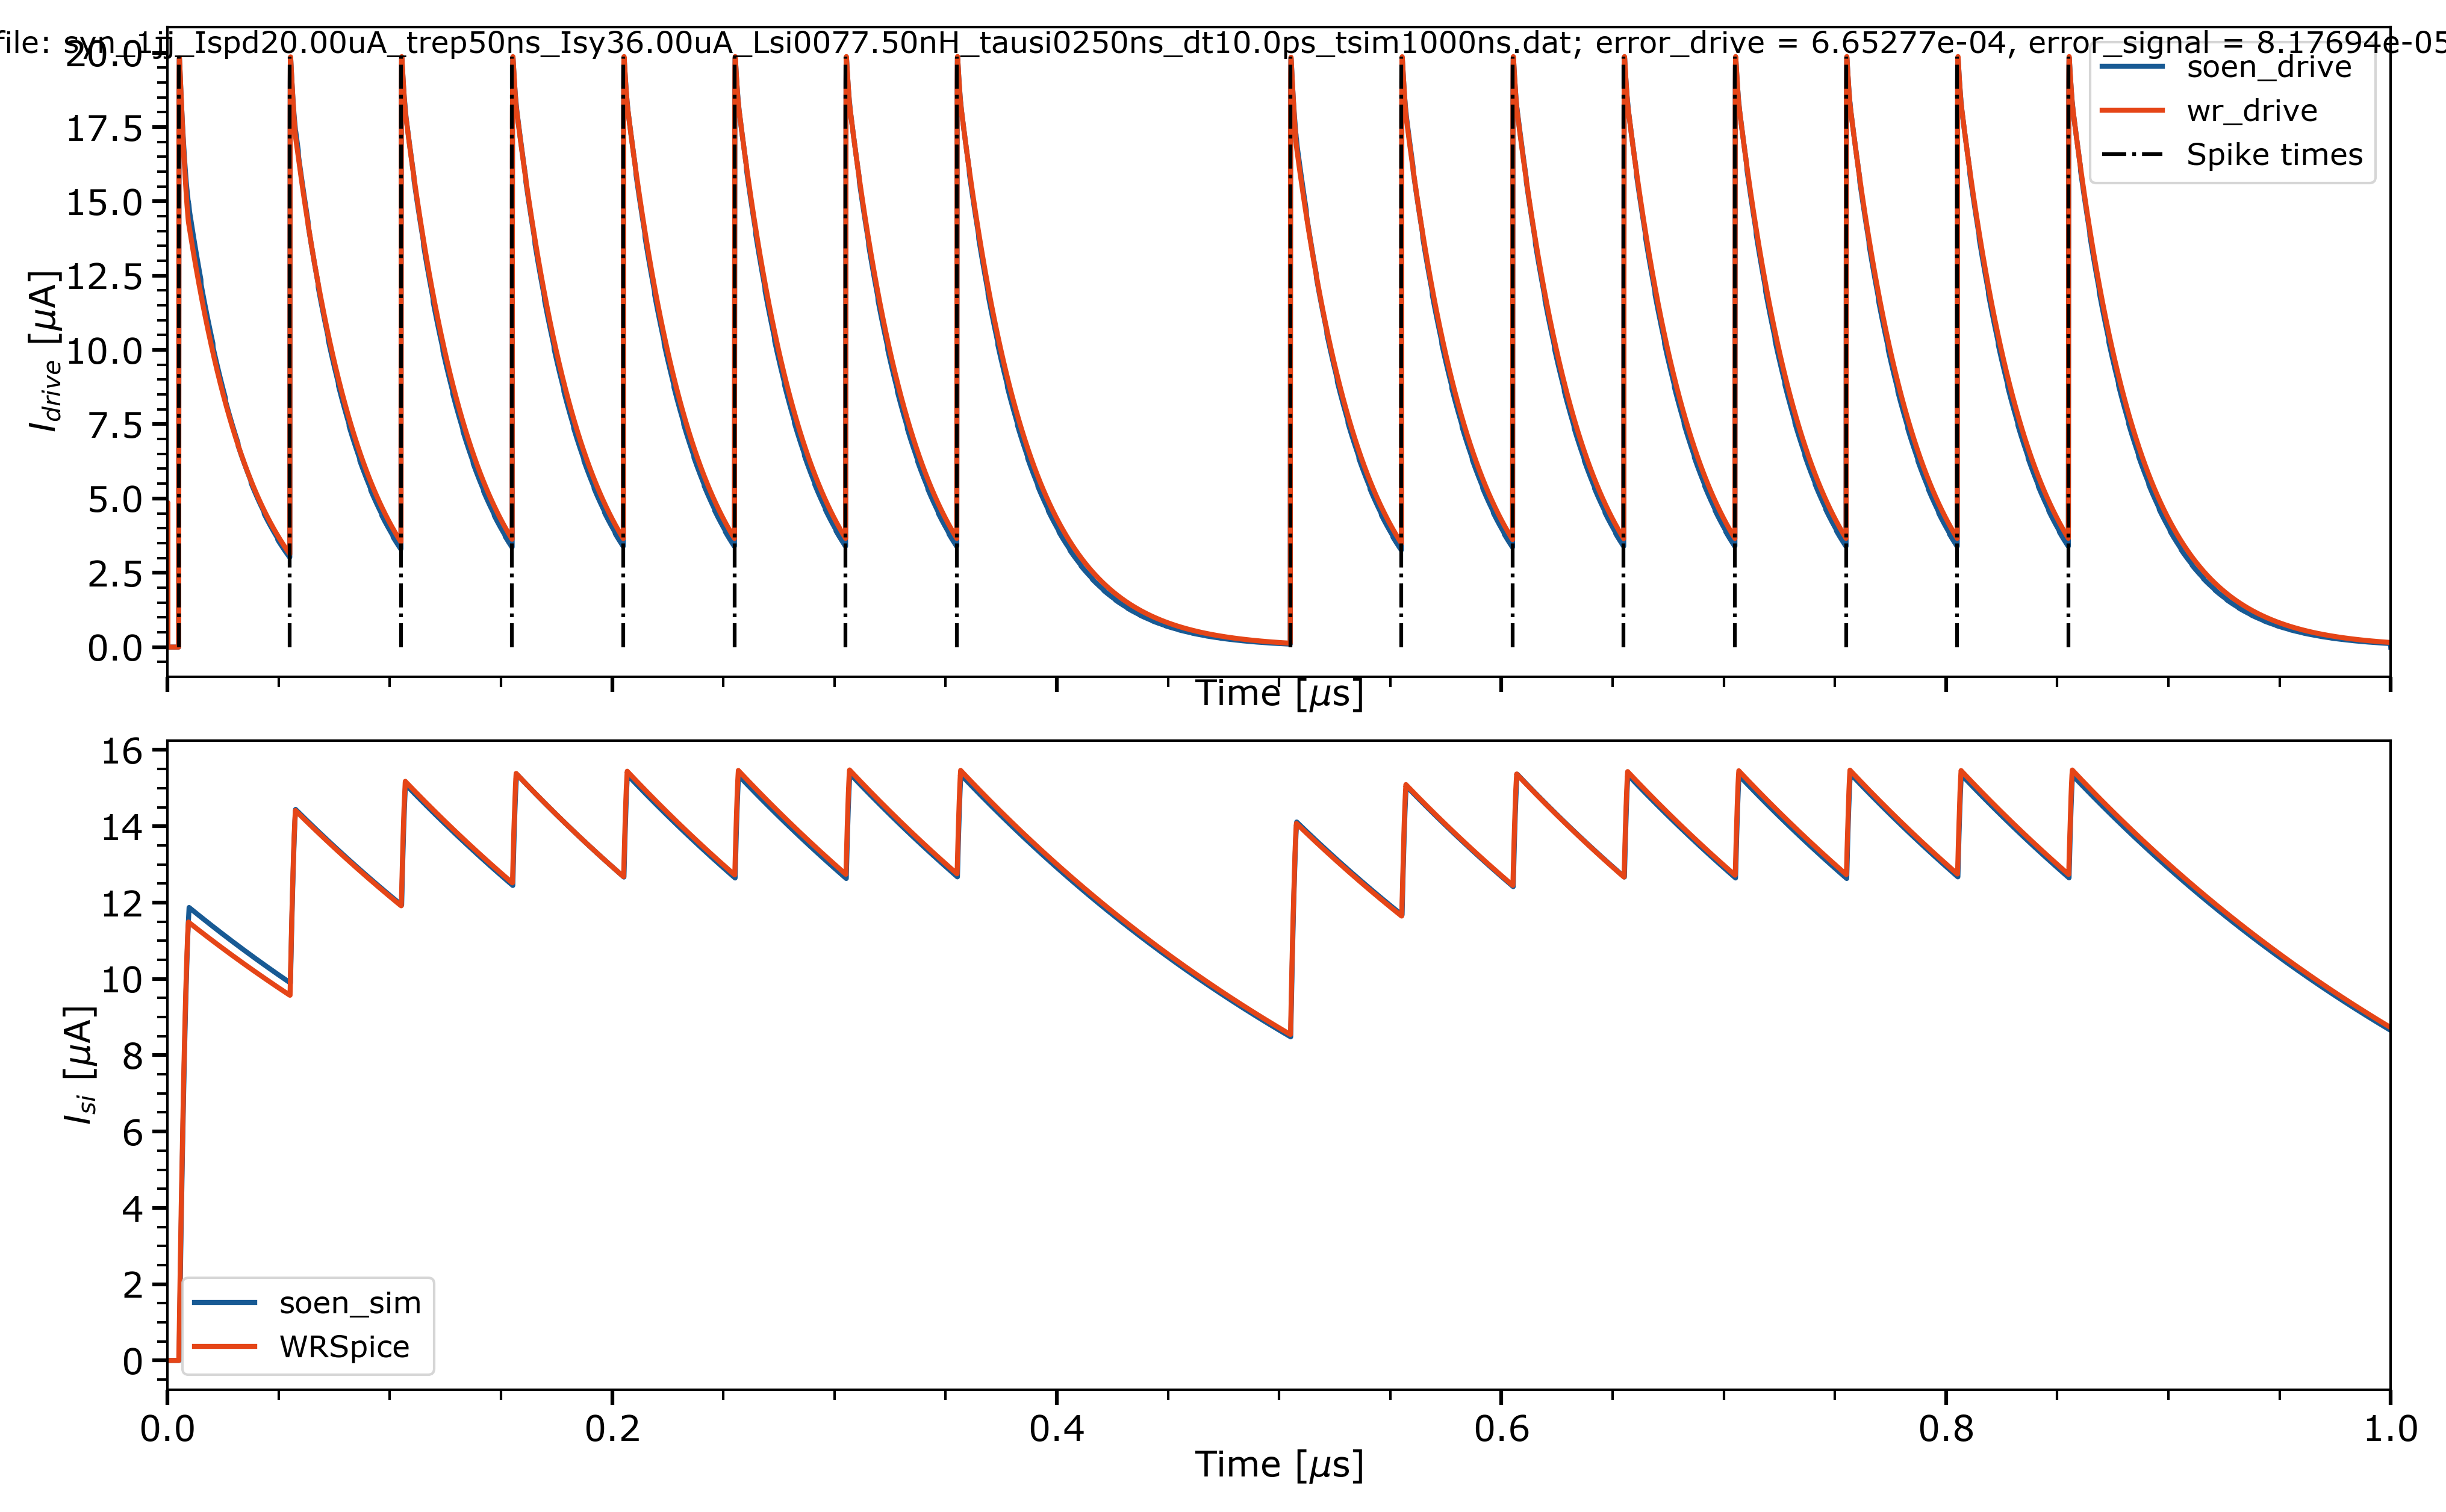 file: syn_1jj_Ispd20.00uA_trep50ns_Isy36.00uA_Lsi0077.50nH_tausi0250ns_dt10.0ps_tsim1000ns.dat; error_drive = 6.65277e-04, error_signal = 8.17694e-05
20.0
17.5
15.0
12.5
10.0
7.5
5.0
2.5
0.0
I_drive [μA]
soen_drive
wr_drive
Spike times
Time [μs]
16
14
12
10
8
6
4
2
0
I_si [μA]
soen_sim
WRSpice
0.0 0.2 0.4 0.6 0.8 1.0
Time [μs]